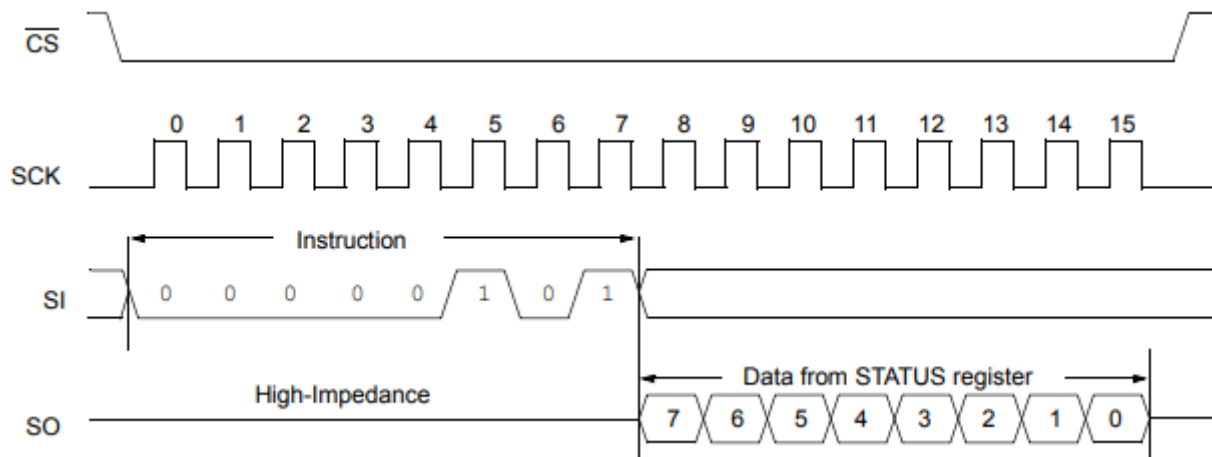 CS
0 1 2 3 4 5 6 7 8 9 10 11 12 13 14 15
SCK
Instruction
SI 0 0 0 0 0 1 0 1
Data from STATUS register
High-Impedance
SO 7 6 5 4 3 2 1 0